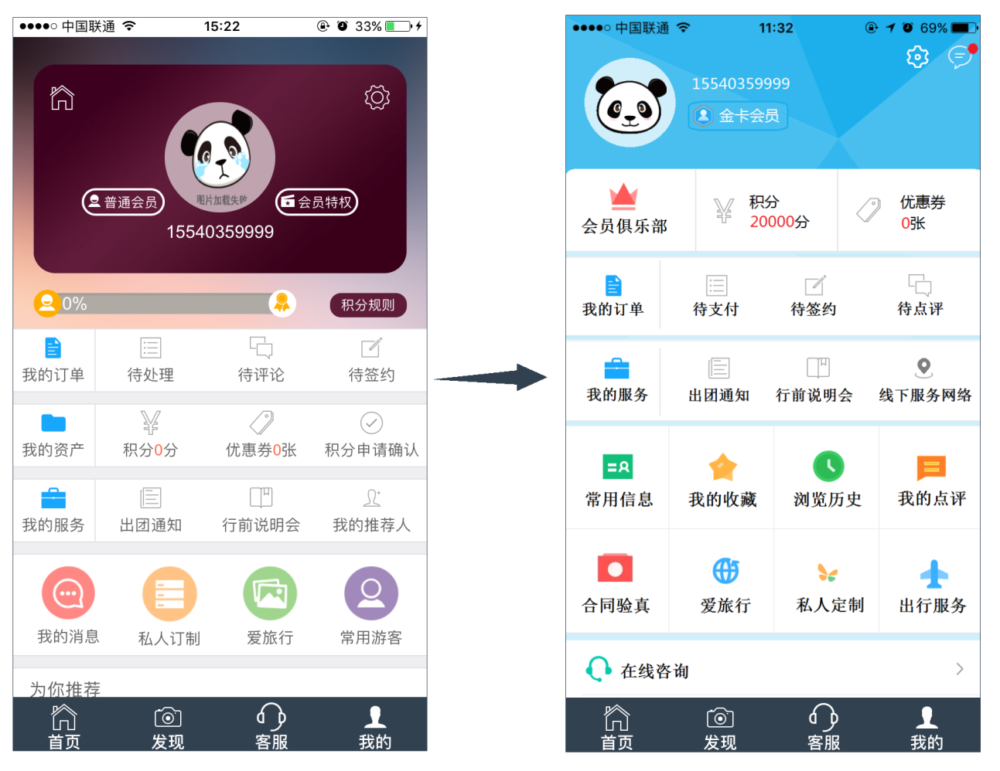 中国联通 15:22 33%
图片加载失败
普通会员 会员特权
15540359999
0% 积分规则
我的订单 待处理 待评论 待签约
我的资产 积分0分 优惠券0张 积分申请确认
我的服务 出团通知 行前说明会 我的推荐人
我的消息 私人订制 爱旅行 常用游客
为你推荐
首页 发现 客服 我的
中国联通 11:32 69%
15540359999
金卡会员
会员俱乐部
积分
20000分
优惠券
0张
我的订单 待支付 待签约 待点评
我的服务 出团通知 行前说明会 线下服务网络
常用信息 我的收藏 浏览历史 我的点评
合同验真 爱旅行 私人定制 出行服务
在线咨询
首页 发现 客服 我的